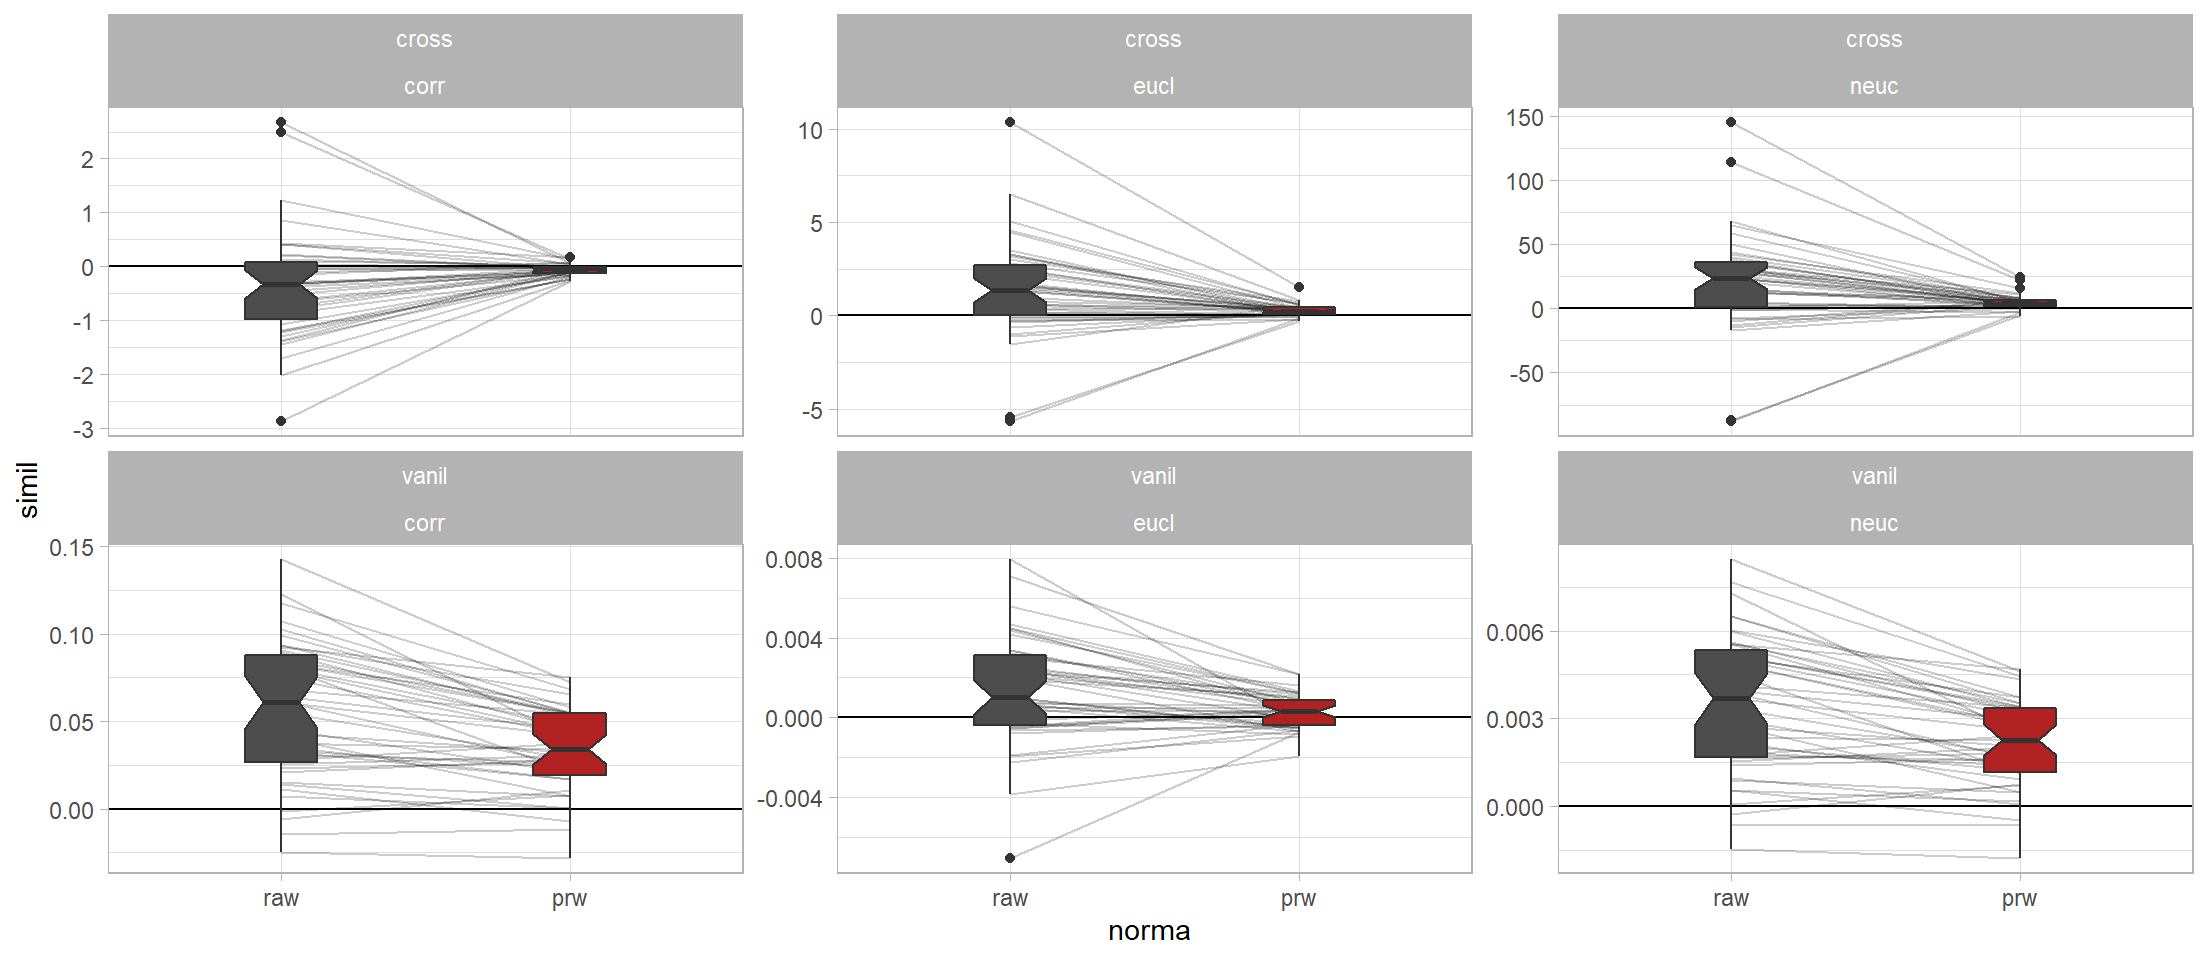 cross
corr
2
1
0
-1
-2
-3
cross
eucl
10
5
0
-5
cross
neuc
150
100
50
0
-50
simil
vanil
corr
0.15
0.10
0.05
0.00
raw
prw
vanil
eucl
0.008
0.004
0.000
-0.004
raw
prw
vanil
neuc
0.006
0.003
0.000
raw
prw
norma